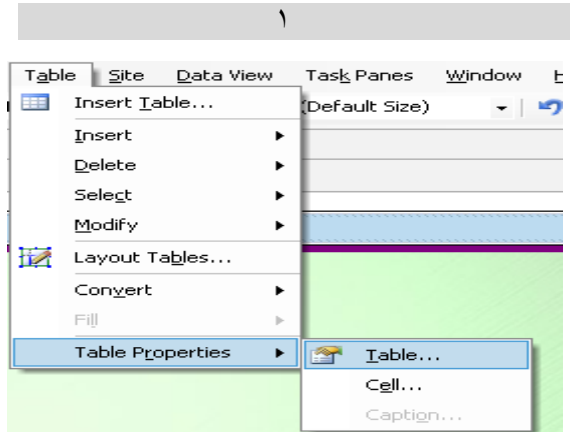 ١
Table Site Data View Task Panes Window
Insert Table... (Default Size)
Insert
Delete
Select
Modify
Layout Tables...
Convert
Fill
Table Properties Table...
Cell...
Caption...